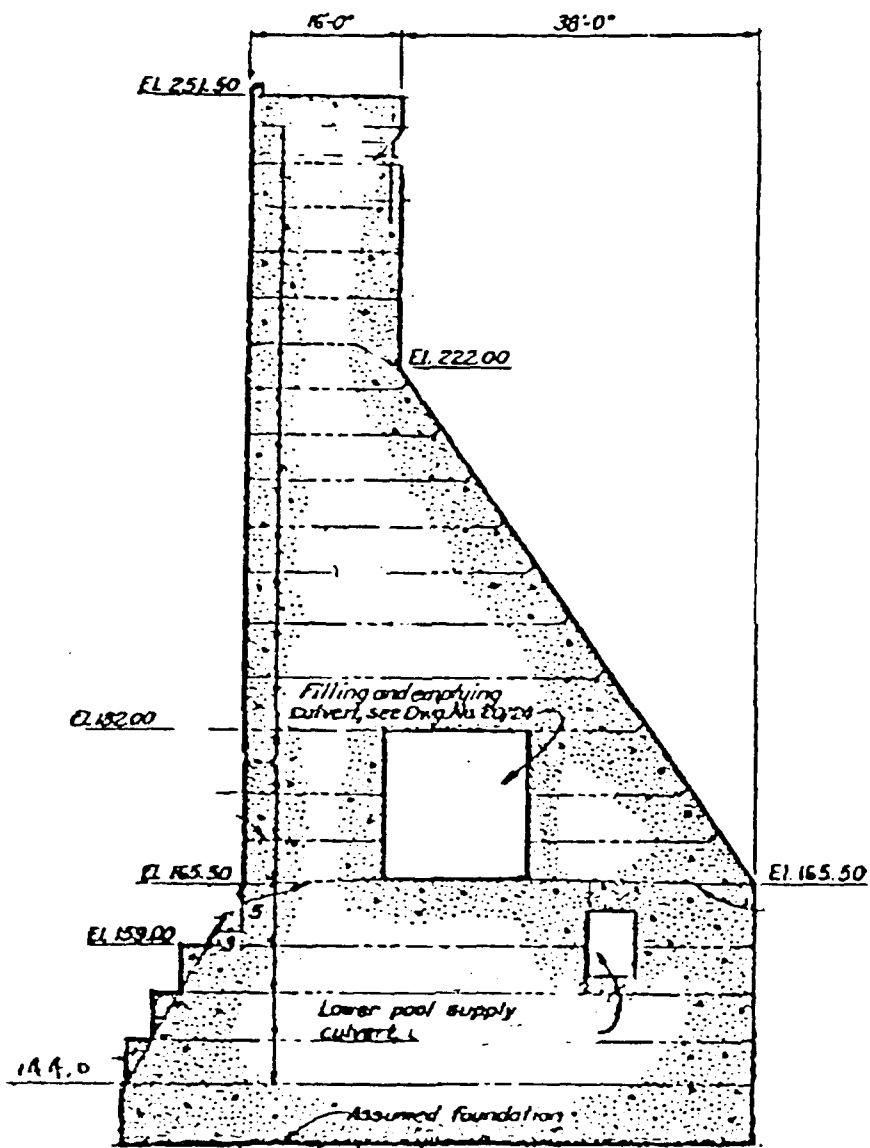 16'-0"
38'-0"
El. 251.50
El. 222.00
Filling and emptying
culvert, see Dwg. No.
El. 182.00
El. 165.50
El. 165.50
El. 159.00
Lower pool supply
culvert
Assumed foundation